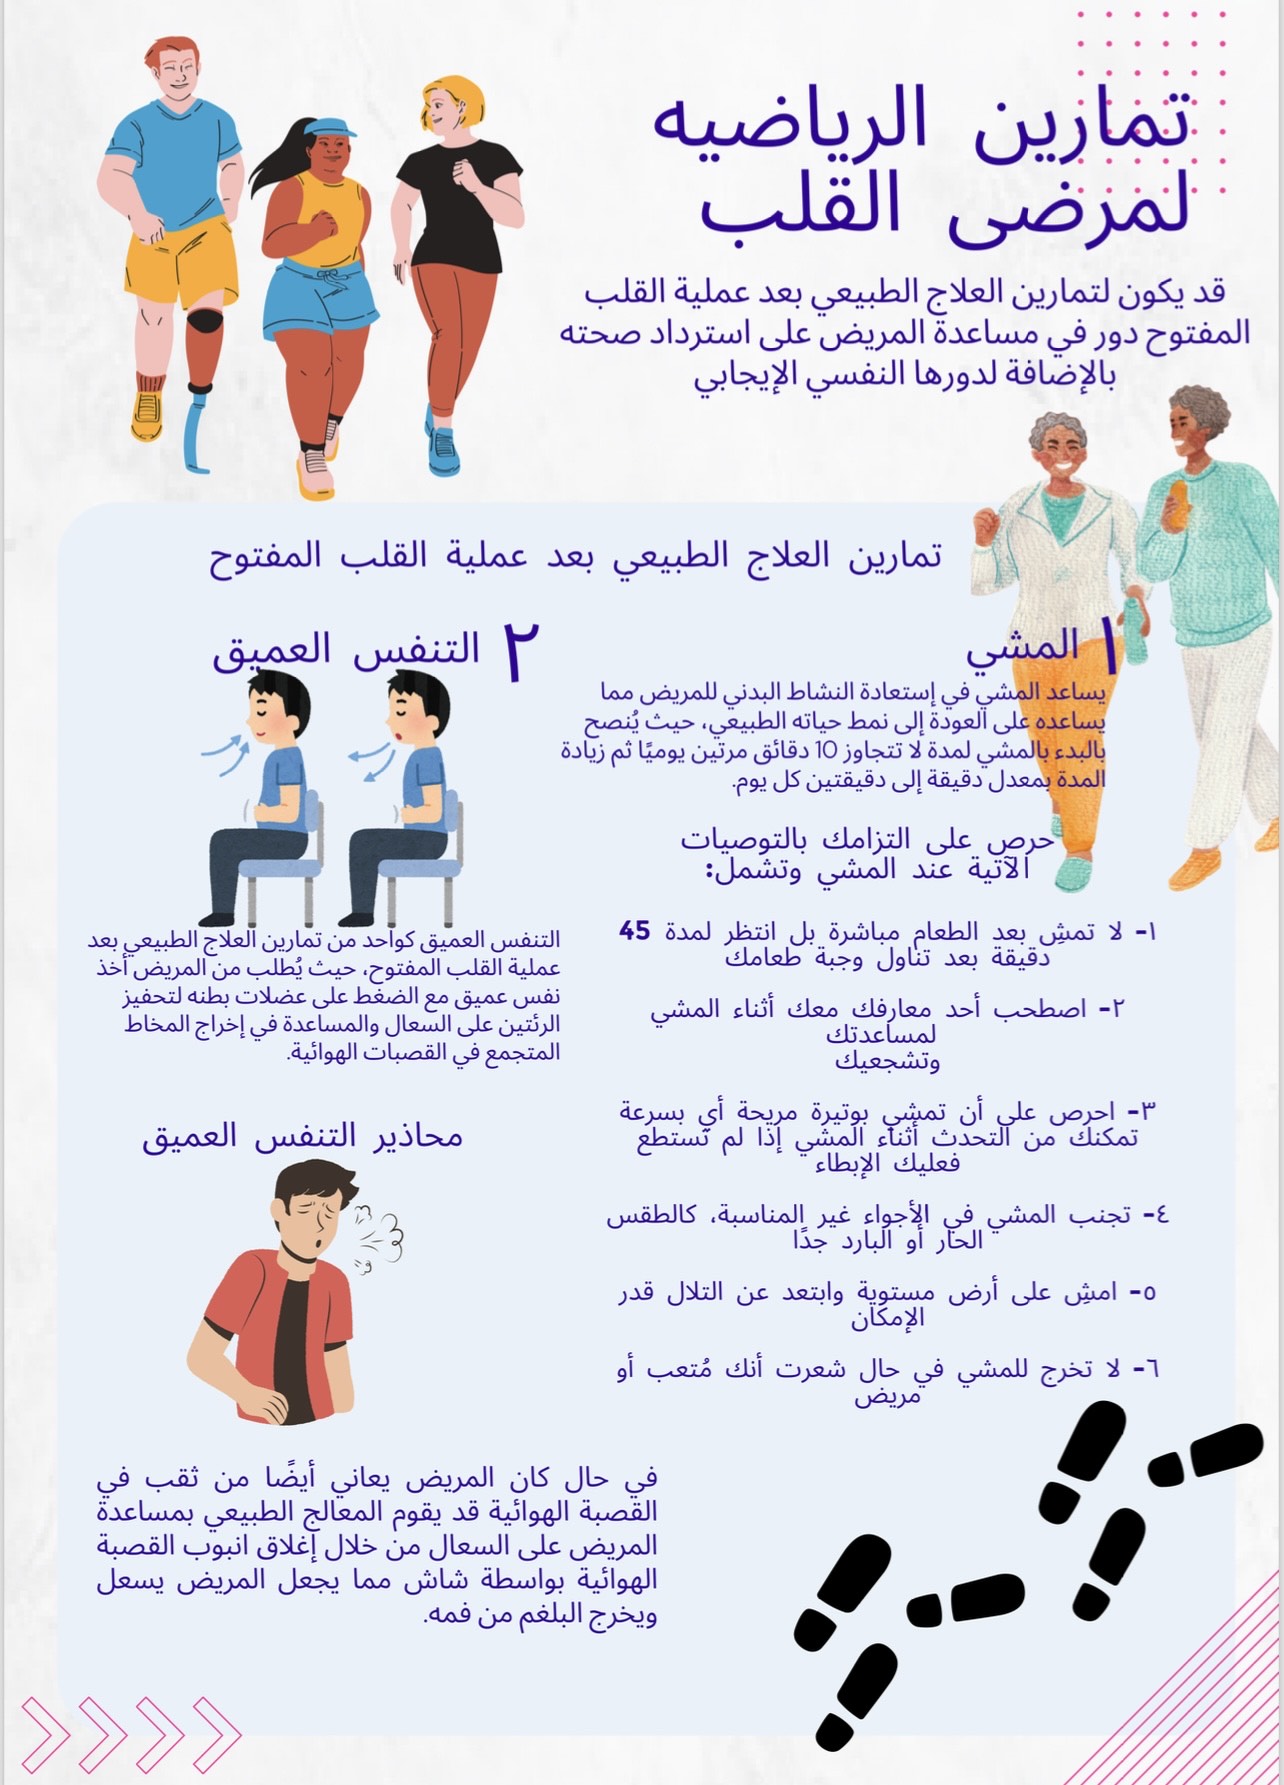 تمارين الرياضيه
لمرضى القلب
قد يكون لتمارين العلاج الطبيعي بعد عملية القلب
المفتوح دور في مساعدة المريض على استرداد صحته
بالإضافة لدورها النفسي الإيجابي
تمارين العلاج الطبيعي بعد عملية القلب المفتوح
١ المشي
يساعد المشي في إستعادة النشاط البدني للمريض مما
يساعده على العودة إلى نمط حياته الطبيعي، حيث يُنصح
بالبدء بالمشي لمدة لا تتجاوز 10 دقائق مرتين يوميًا ثم زيادة
المدة بمعدل دقيقة إلى دقيقتين كل يوم.
حرص على التزامك بالتوصيات
الآتية عند المشي وتشمل:
١- لا تمشِ بعد الطعام مباشرة بل انتظر لمدة 45
دقيقة بعد تناول وجبة طعامك
٢- اصطحب أحد معارفك معك أثناء المشي
لمساعدتك
وتشجعيك
٣- احرص على أن تمشي بوتيرة مريحة أي بسرعة
تمكنك من التحدث أثناء المشي إذا لم تستطع
فعليك الإبطاء
٤- تجنب المشي في الأجواء غير المناسبة، كالطقس
الحار أو البارد جدًا
٥- امشِ على أرض مستوية وابتعد عن التلال قدر
الإمكان
٦- لا تخرج للمشي في حال شعرت أنك مُتعب أو
مريض
٢ التنفس العميق
التنفس العميق كواحد من تمارين العلاج الطبيعي بعد
عملية القلب المفتوح، حيث يُطلب من المريض أخذ
نفس عميق مع الضغط على عضلات بطنه لتحفيز
الرئتين على السعال والمساعدة في إخراج المخاط
المتجمع في القصبات الهوائية.
محاذير التنفس العميق
في حال كان المريض يعاني أيضًا من ثقب في
القصبة الهوائية قد يقوم المعالج الطبيعي بمساعدة
المريض على السعال من خلال إغلاق انبوب القصبة
الهوائية بواسطة شاش مما يجعل المريض يسعل
ويخرج البلغم من فمه.